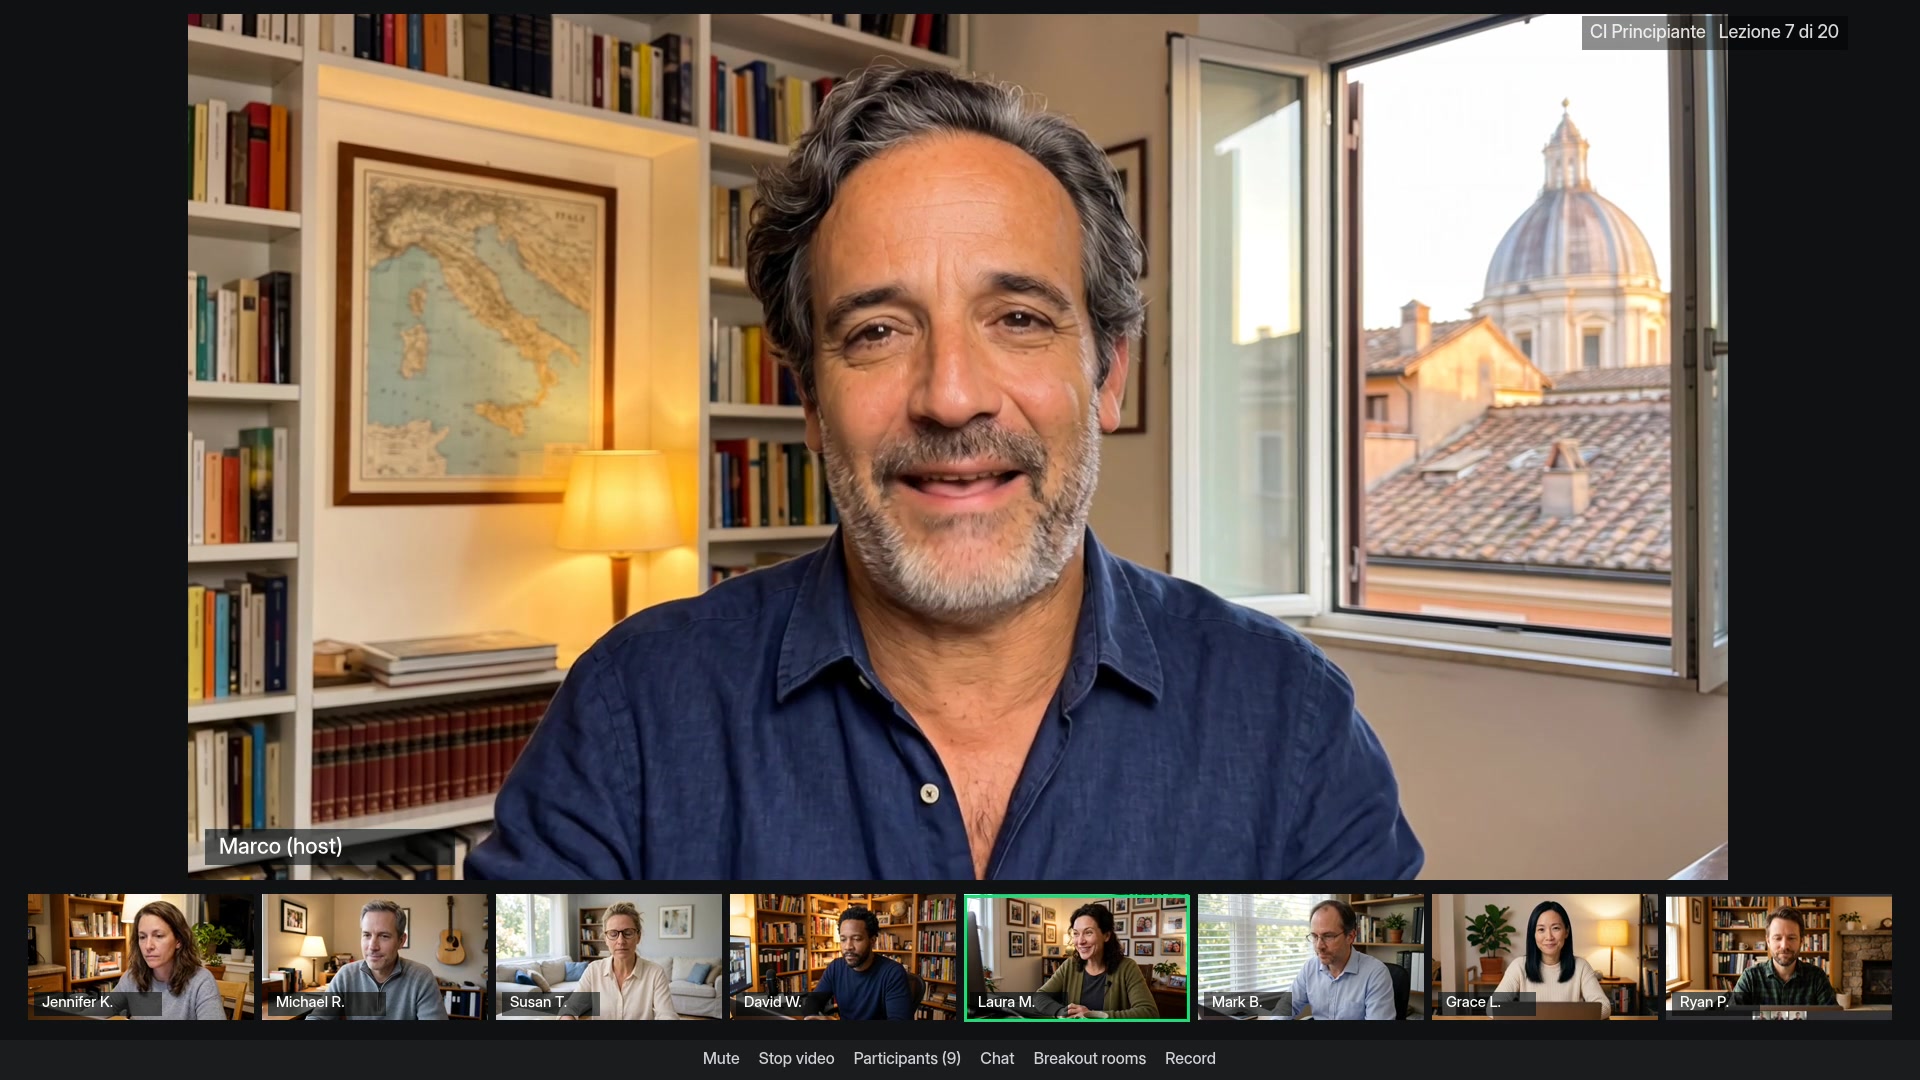 CI Principiante Lezione 7 di 20
ITALY
Marco (host)
Jennifer K.
Michael R.
Susan T.
David W.
Laura M.
Mark B.
Grace L.
Ryan P.
Mute Stop video Participants (9) Chat Breakout rooms Record